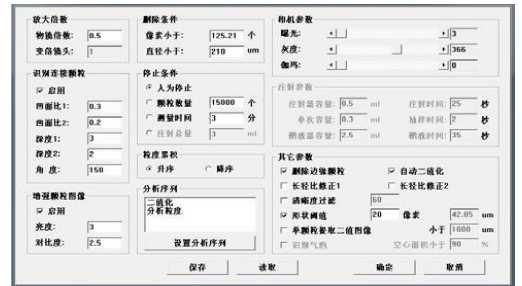 放大倍数
物镜倍数: 0.5
变倍镜头: 1
识别连接颗粒
启用
凹面比1: 0.3
凹面比2: 0.2
深度1: 3
深度2: 2
角 度: 150
增强颗粒图像
启用
亮度: 3
对比度: 2.5
删除条件
像素小于: 125.21 个
直径小于: 210 um
停止条件
人为停止
颗粒数量 15000 个
测量时间 3 分
注射总量 3 ml
粒度累积
升序 降序
分析序列
二值化
分析粒度
设置分析序列
相机参数
曝光: 3
灰度: 366
伽玛: 0
注射参数
注射器容量: 0.5 ml 注射时间: 25 秒
单次容量: 0.3 ml 抽样时间: 2 秒
稍液器容量: 2.5 ml 稍液时间: 35 秒
其它参数
删除边缘颗粒 自动二值化
长径比修正1 长径比修正2
清晰度过滤 60
形状阈值 20 像素 42.05 um
单颗粒提取二值图像 小于 1000 um
识别气泡 空心面积小于 90 %
保存 读取 确定 取消